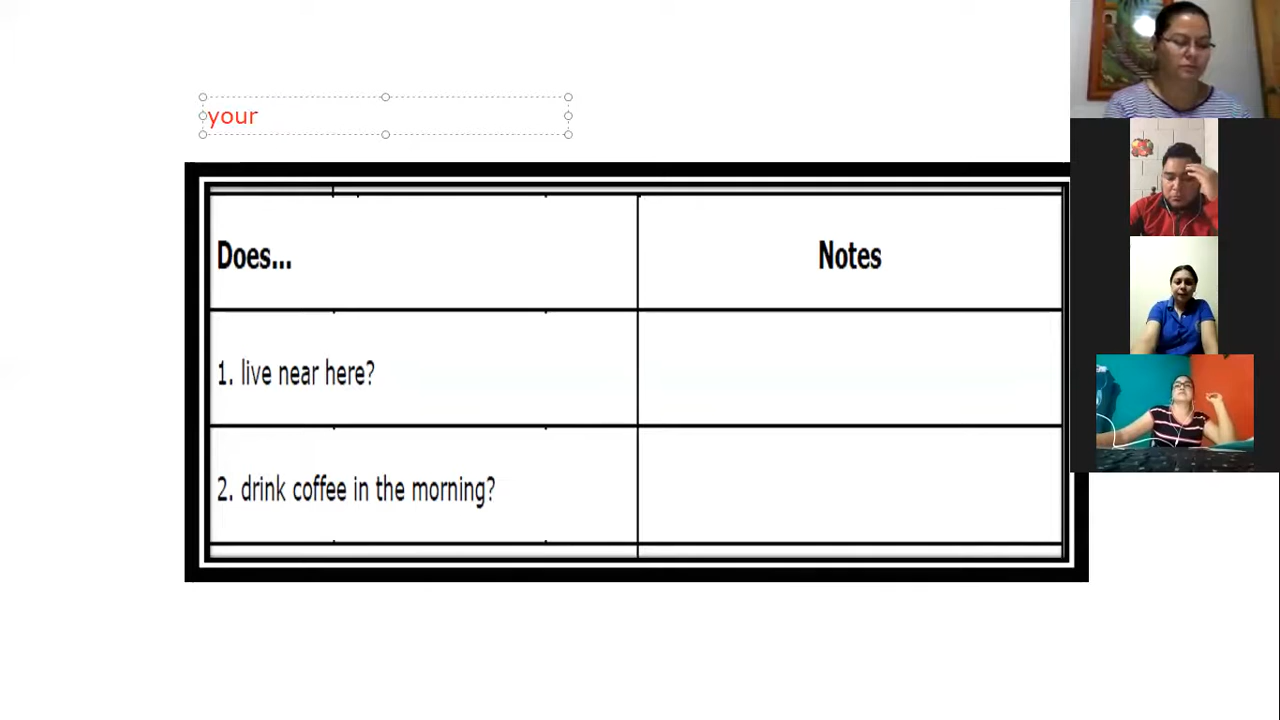 your
Does...
Notes
1. live near here?
2. drink coffee in the morning?